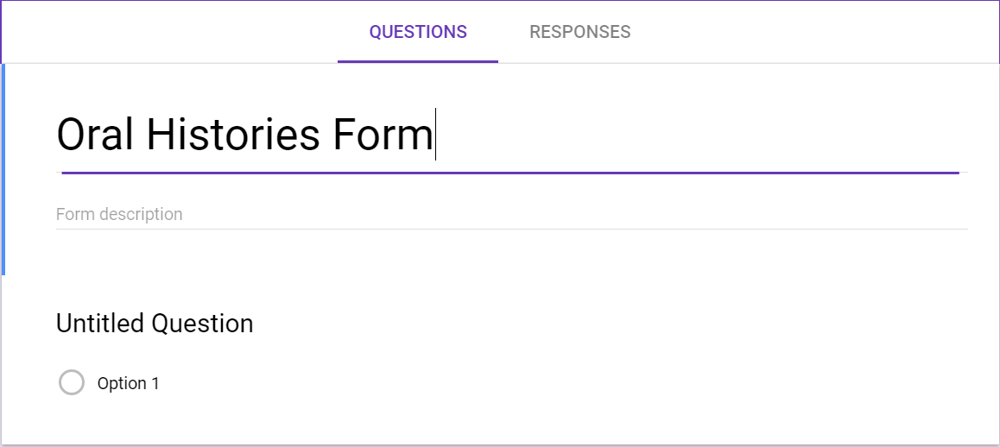 QUESTIONS RESPONSES
Oral Histories Form
Form description
Untitled Question
Option 1